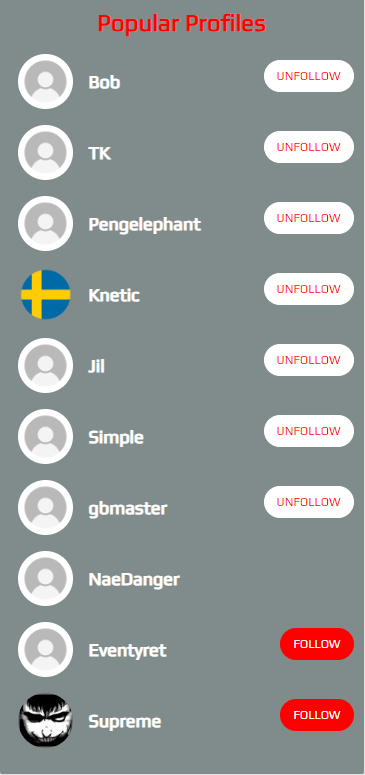 Popular Profiles
Bob UNFOLLOW
TK UNFOLLOW
Pengelephant UNFOLLOW
Knetic UNFOLLOW
Jil UNFOLLOW
Simple UNFOLLOW
gbmaster UNFOLLOW
NaeDanger
Eventyret FOLLOW
Supreme FOLLOW